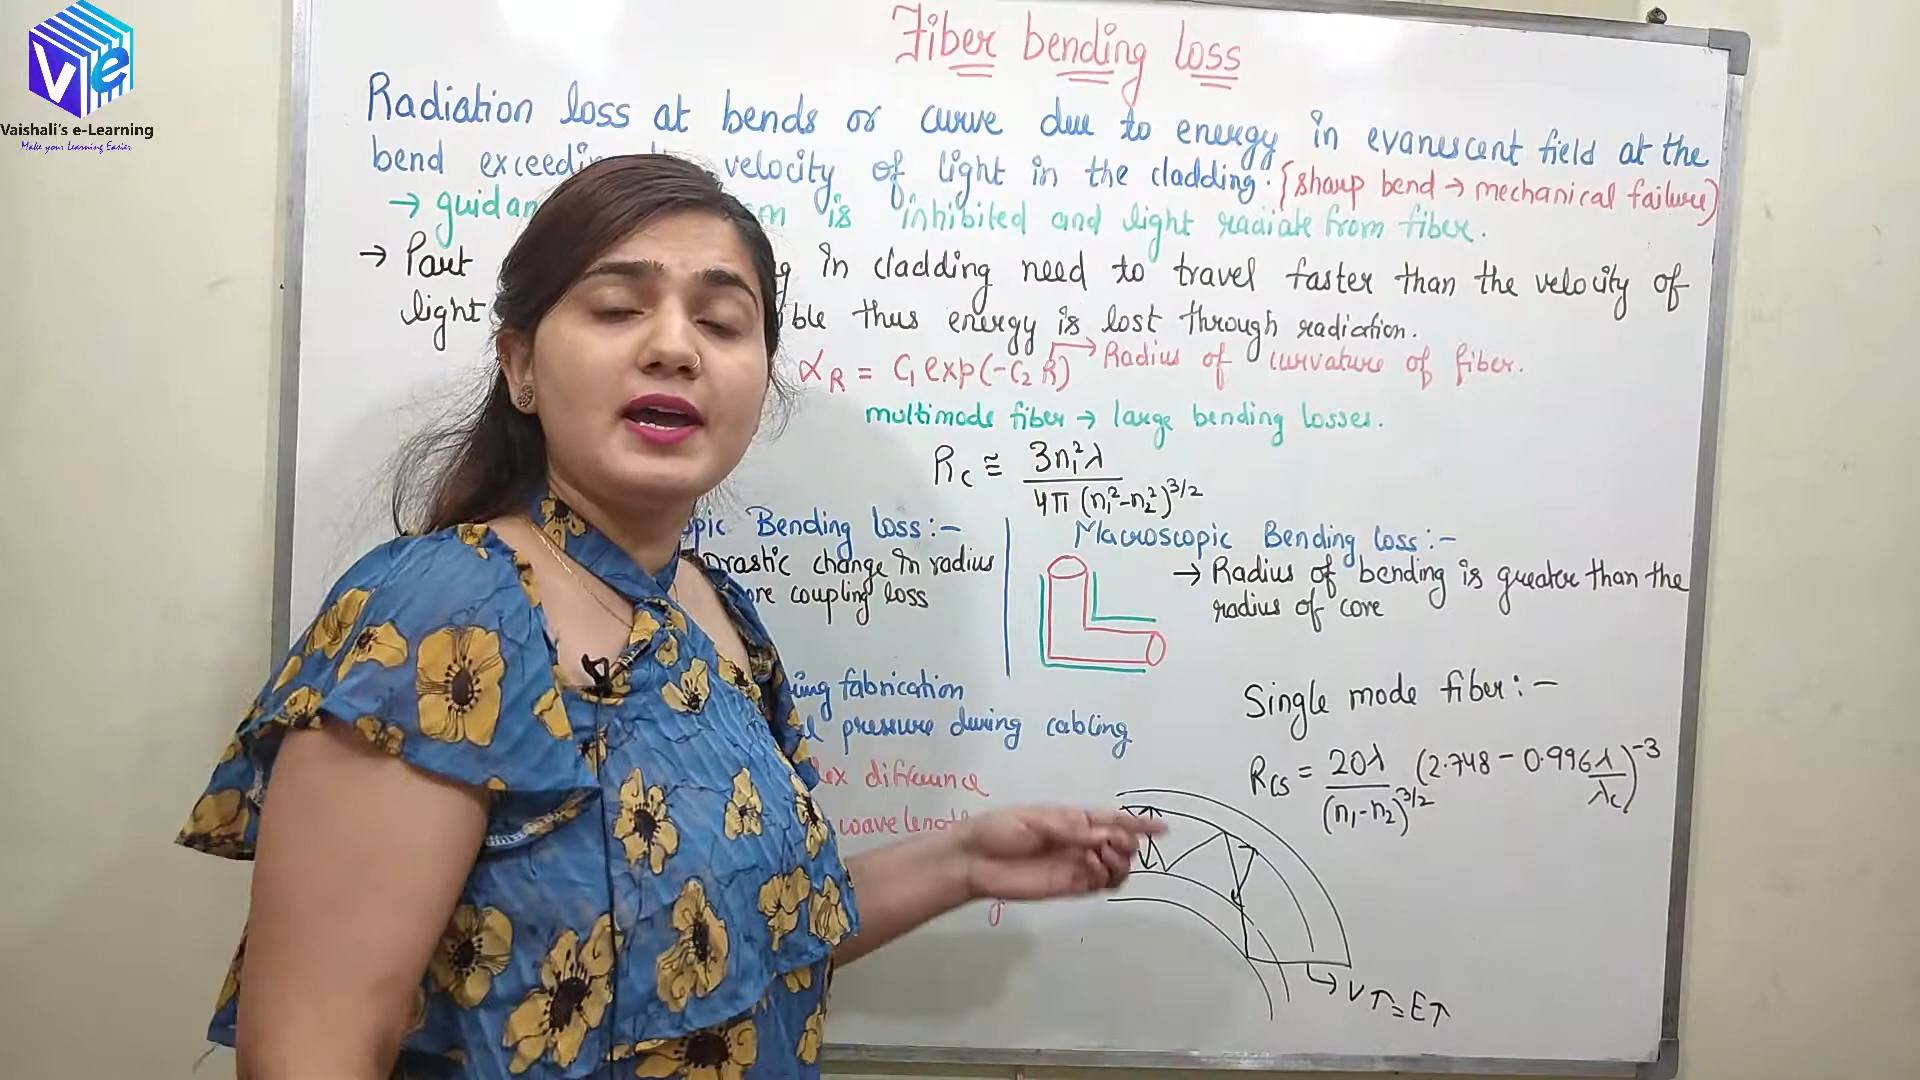 Ve
Vaishali's e-Learning
Make your Learning Easier
Fiber bending loss
Radiation loss at bends or curve due to energy in evanescent field at the
bend velocity of light in the cladding. {sharp bend → mechanical failure}
→ is inhibited and light radiate from fiber.
→ Part in cladding need to travel faster than the velocity of
light thus energy is lost through radiation.
αR = C1 exp(-C2 R) → Radius of curvature of fiber.
multimode fiber → large bending losses.
Rc ≅ 3n1²λ / 4π (n1²-n2²)^3/2
Bending loss:-
Drastic change in radius
coupling loss
fabrication
pressure during cabling
difference
wavelength
Macroscopic Bending loss:-
→ Radius of bending is greater than the
radius of core
Single mode fiber:-
Rcs = 20λ / (n1-n2)^3/2 (2.748 - 0.996λ/λc)^-3
→ V↑=E↑